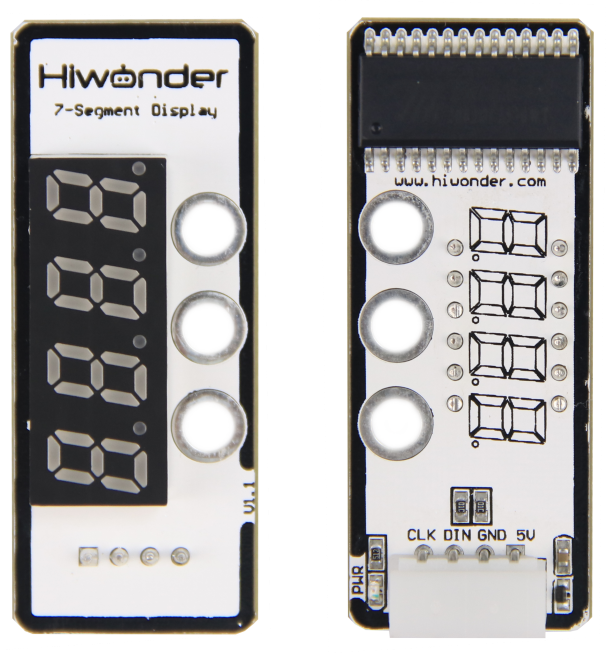 Hiwonder
7-Segment Display
V1.1
www.hiwonder.com
CLK DIN GND 5V
PWR